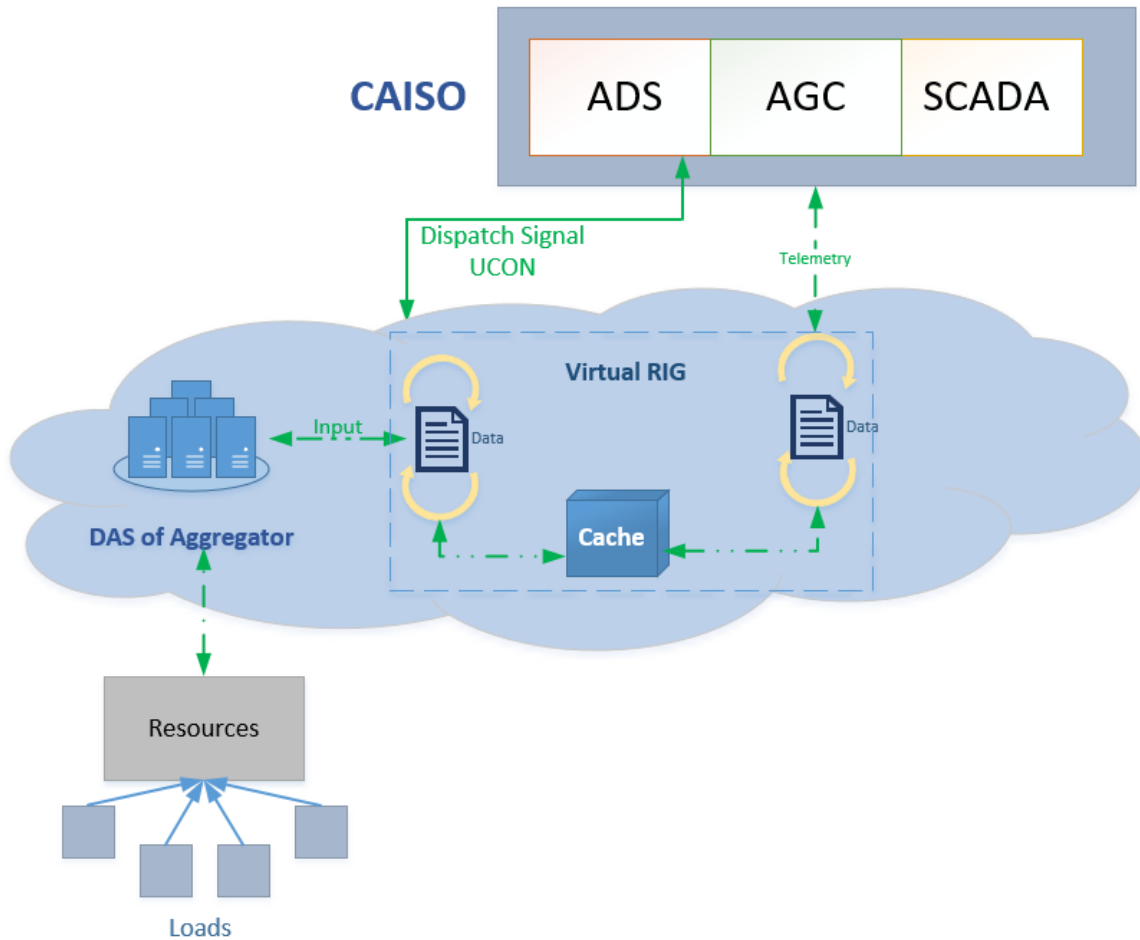 CAISO
ADS
AGC
SCADA
Dispatch Signal
UCON
Telemetry
Virtual RIG
Input
Data
Data
Cache
DAS of Aggregator
Resources
Loads